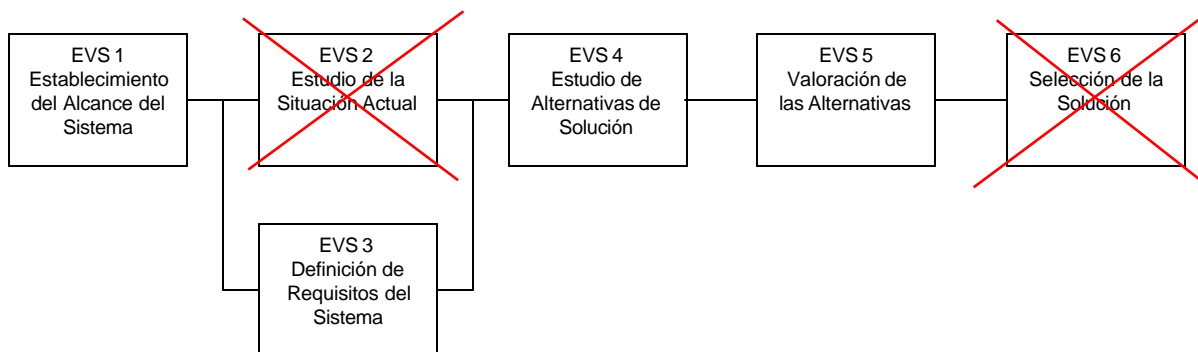 EVS 1
Establecimiento
del Alcance del
Sistema
EVS 2
Estudio de la
Situación Actual
EVS 4
Estudio de
Alternativas de
Solución
EVS 5
Valoración de
las Alternativas
EVS 6
Selección de la
Solución
EVS 3
Definición de
Requisitos del
Sistema